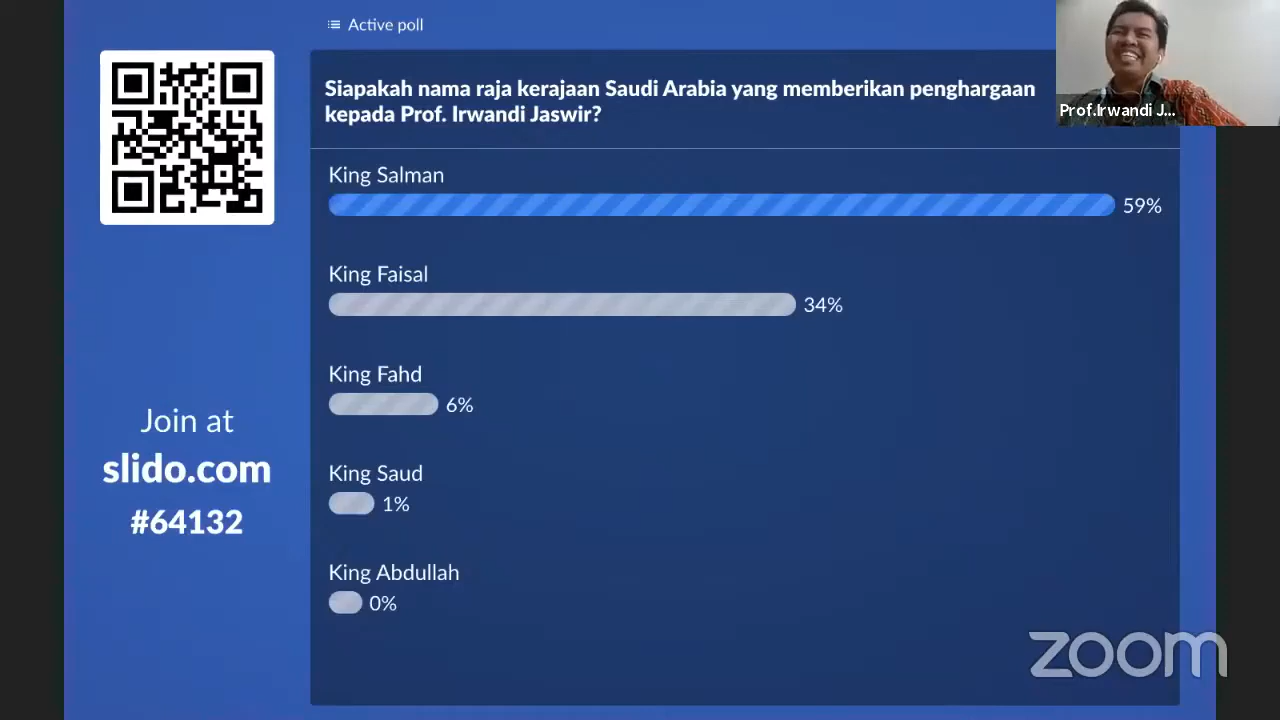 Active poll
Siapakah nama raja kerajaan Saudi Arabia yang memberikan penghargaan
kepada Prof. Irwandi Jaswir?
Prof.Irwandi J...
King Salman
59%
King Faisal
34%
King Fahd
6%
King Saud
1%
King Abdullah
0%
Join at
slido.com
#64132
zoom